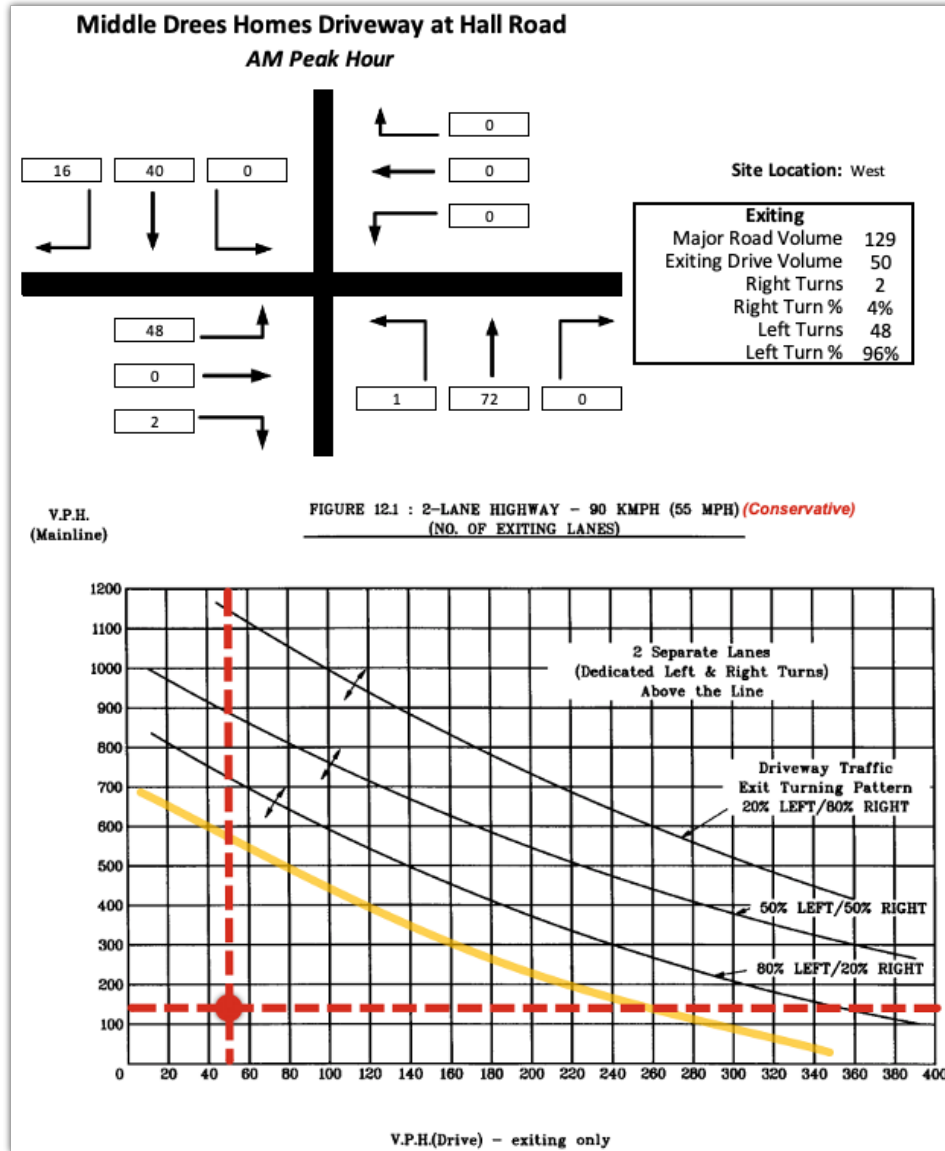 Middle Drees Homes Driveway at Hall Road
AM Peak Hour
0
16 40 0
0
0
Site Location: West
Exiting
Major Road Volume 129
Exiting Drive Volume 50
Right Turns 2
Right Turn % 4%
Left Turns 48
Left Turn % 96%
48
0
2
1 72 0
V.P.H.
(Mainline)
FIGURE 12.1 : 2-LANE HIGHWAY - 90 KMPH (55 MPH) (Conservative)
(NO. OF EXITING LANES)
1200
1100
1000
900
800
700
600
500
400
300
200
100
2 Separate Lanes
(Dedicated Left & Right Turns)
Above the Line
Driveway Traffic
Exit Turning Pattern
20% LEFT/80% RIGHT
50% LEFT/50% RIGHT
80% LEFT/20% RIGHT
0 20 40 60 80 100 120 140 160 180 200 220 240 260 280 300 320 340 360 380 400
V.P.H.(Drive) - exiting only